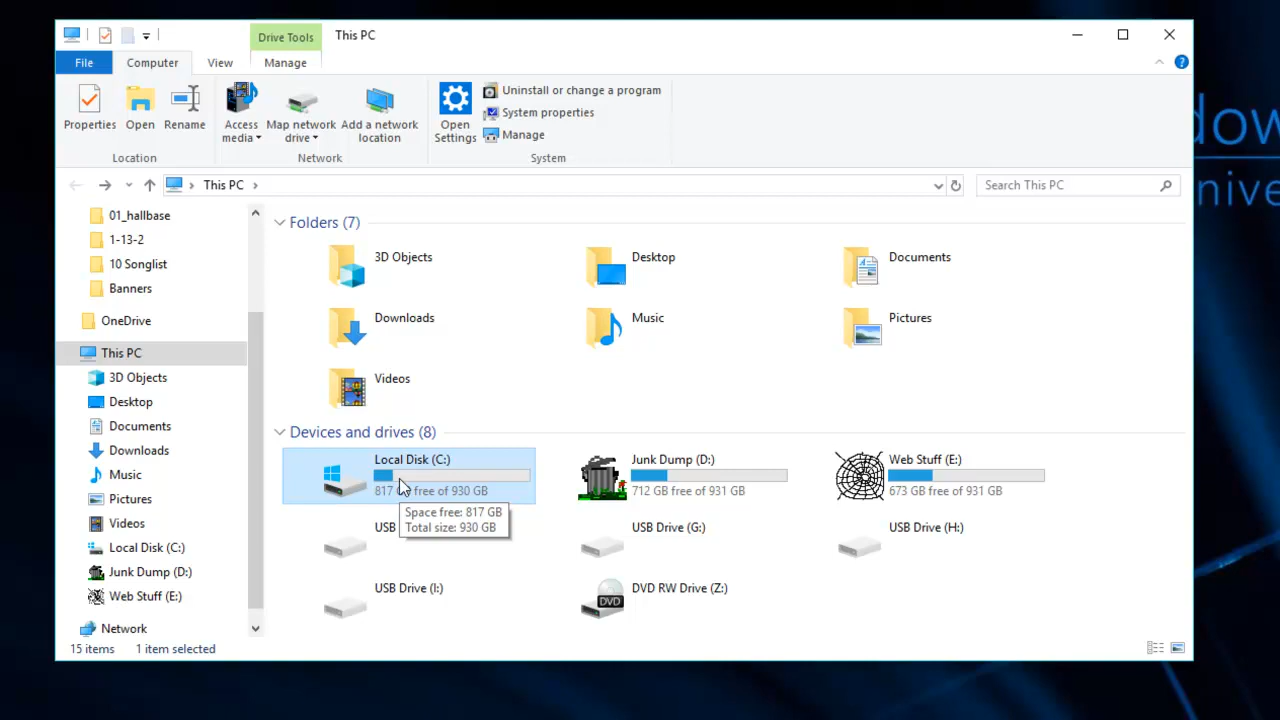 Drive Tools
This PC
File
Computer
View
Manage
Properties
Open
Rename
Access media
Map network drive
Add a network location
Open Settings
Uninstall or change a program
System properties
Manage
Location
Network
System
This PC
Search This PC
01_hallbase
1-13-2
10 Songlist
Banners
OneDrive
This PC
3D Objects
Desktop
Documents
Downloads
Music
Pictures
Videos
Local Disk (C:)
Junk Dump (D:)
Web Stuff (E:)
Network
Folders (7)
3D Objects
Desktop
Documents
Downloads
Music
Pictures
Videos
Devices and drives (8)
Local Disk (C:)
817 G free of 930 GB
Space free: 817 GB
Total size: 930 GB
Junk Dump (D:)
712 GB free of 931 GB
Web Stuff (E:)
673 GB free of 931 GB
USB
USB Drive (G:)
USB Drive (H:)
USB Drive (I:)
DVD
DVD RW Drive (Z:)
15 items
1 item selected
dow
nive